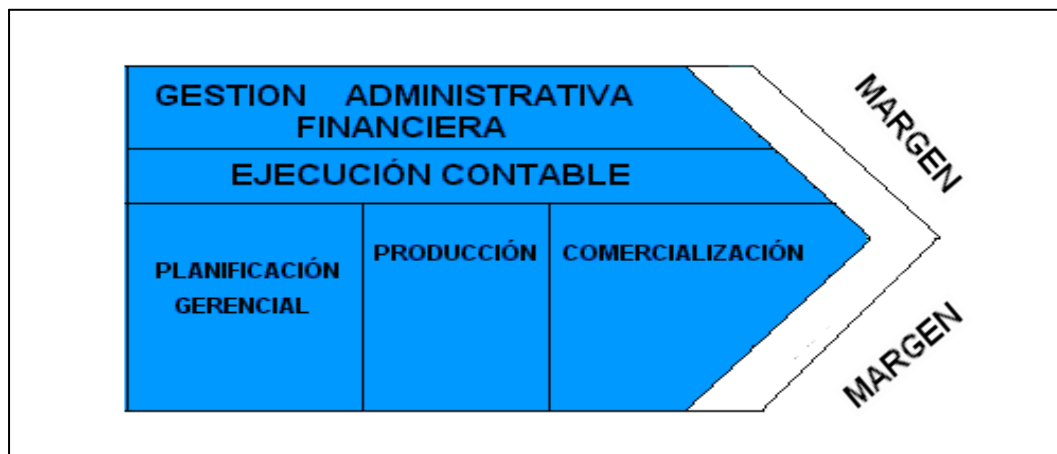 GESTION ADMINISTRATIVA
FINANCIERA
EJECUCIÓN CONTABLE
PLANIFICACIÓN
GERENCIAL
PRODUCCIÓN
COMERCIALIZACIÓN
MARGEN
MARGEN